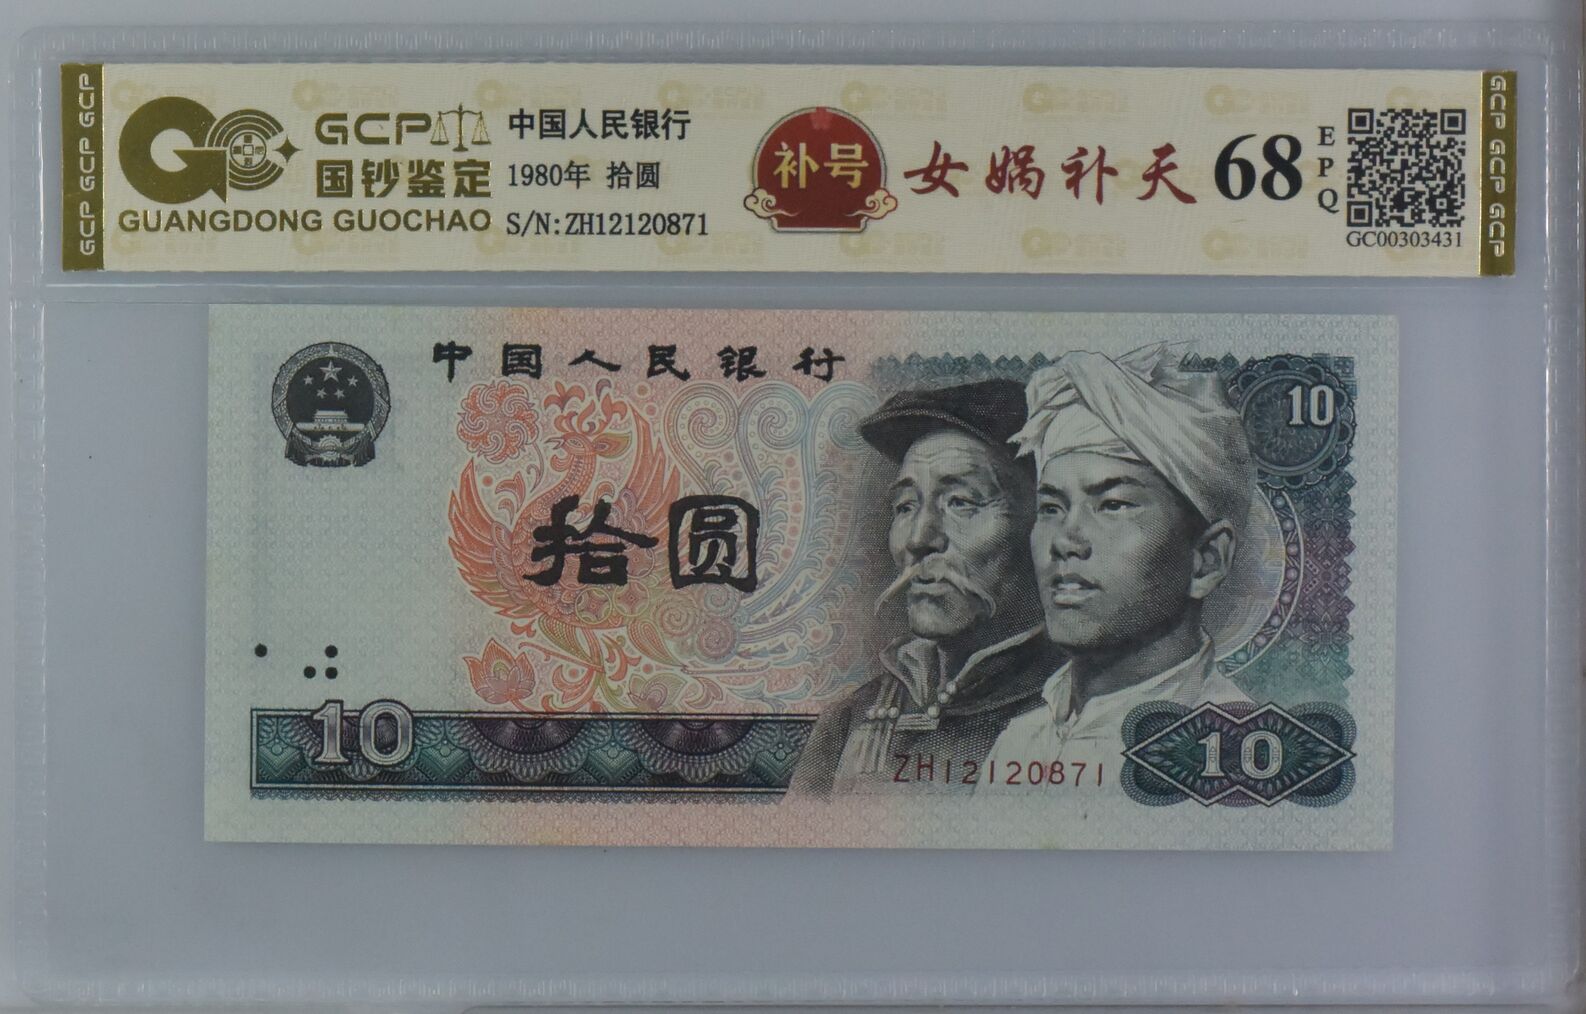 GCP GCP GCP
GC
GCP
国钞鉴定
GUANGDONG GUOCHAO
中国人民银行
1980年 拾圆
S/N:ZH12120871
补号
女娲补天
68
EPQ
GC00303431
GCP GCP GCP
中国人民银行
10
拾圆
10
ZH12120871
10